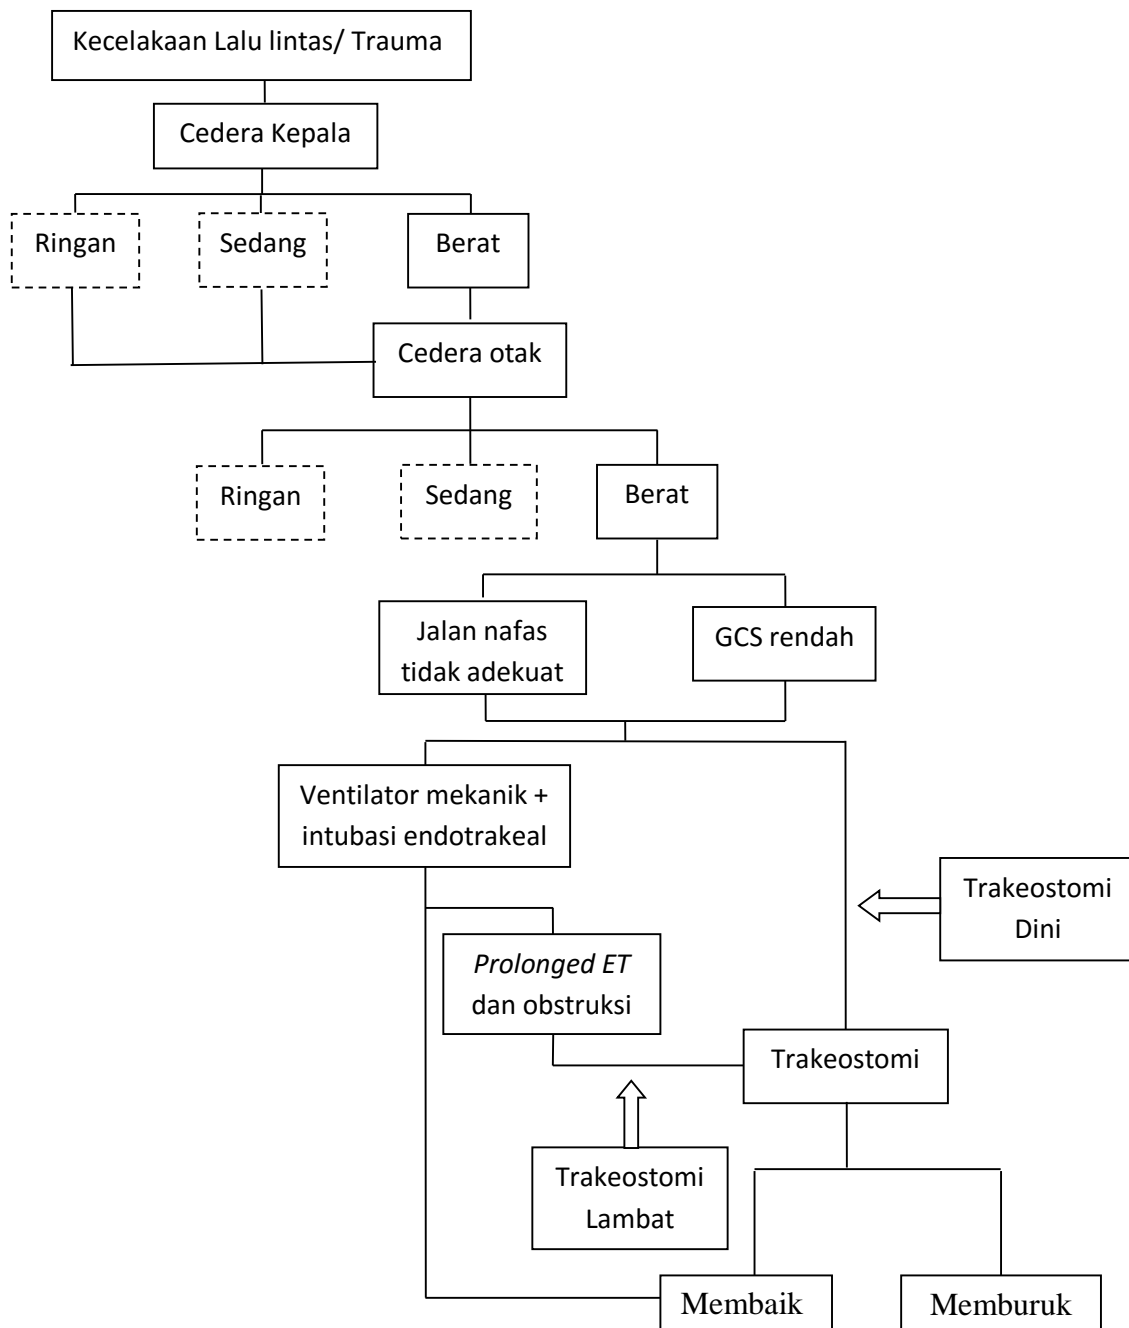 Kecelakaan Lalu lintas/ Trauma
Cedera Kepala
Ringan
Sedang
Berat
Cedera otak
Ringan
Sedang
Berat
Jalan nafas
tidak adekuat
GCS rendah
Ventilator mekanik +
intubasi endotrakeal
Trakeostomi
Dini
Prolonged ET
dan obstruksi
Trakeostomi
Trakeostomi
Lambat
Membaik
Memburuk